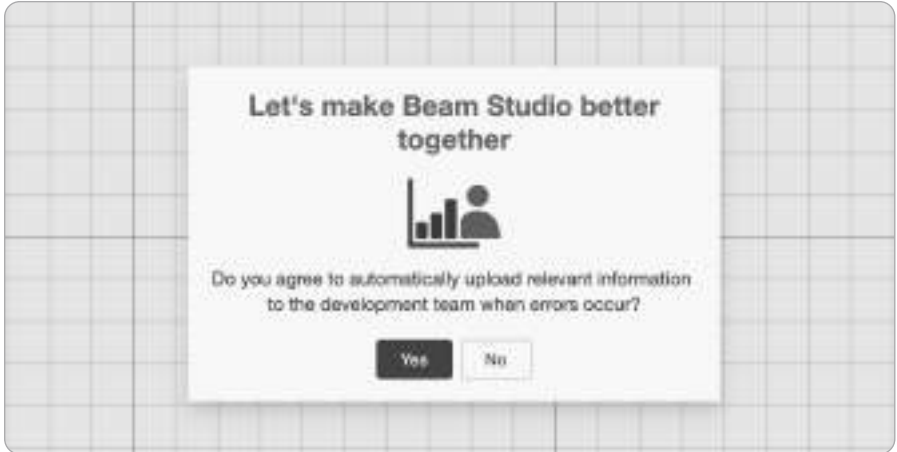 Let's make Beam Studio better
together
Do you agree to automatically upload relevant information
to the development team when errors occur?
Yes
No